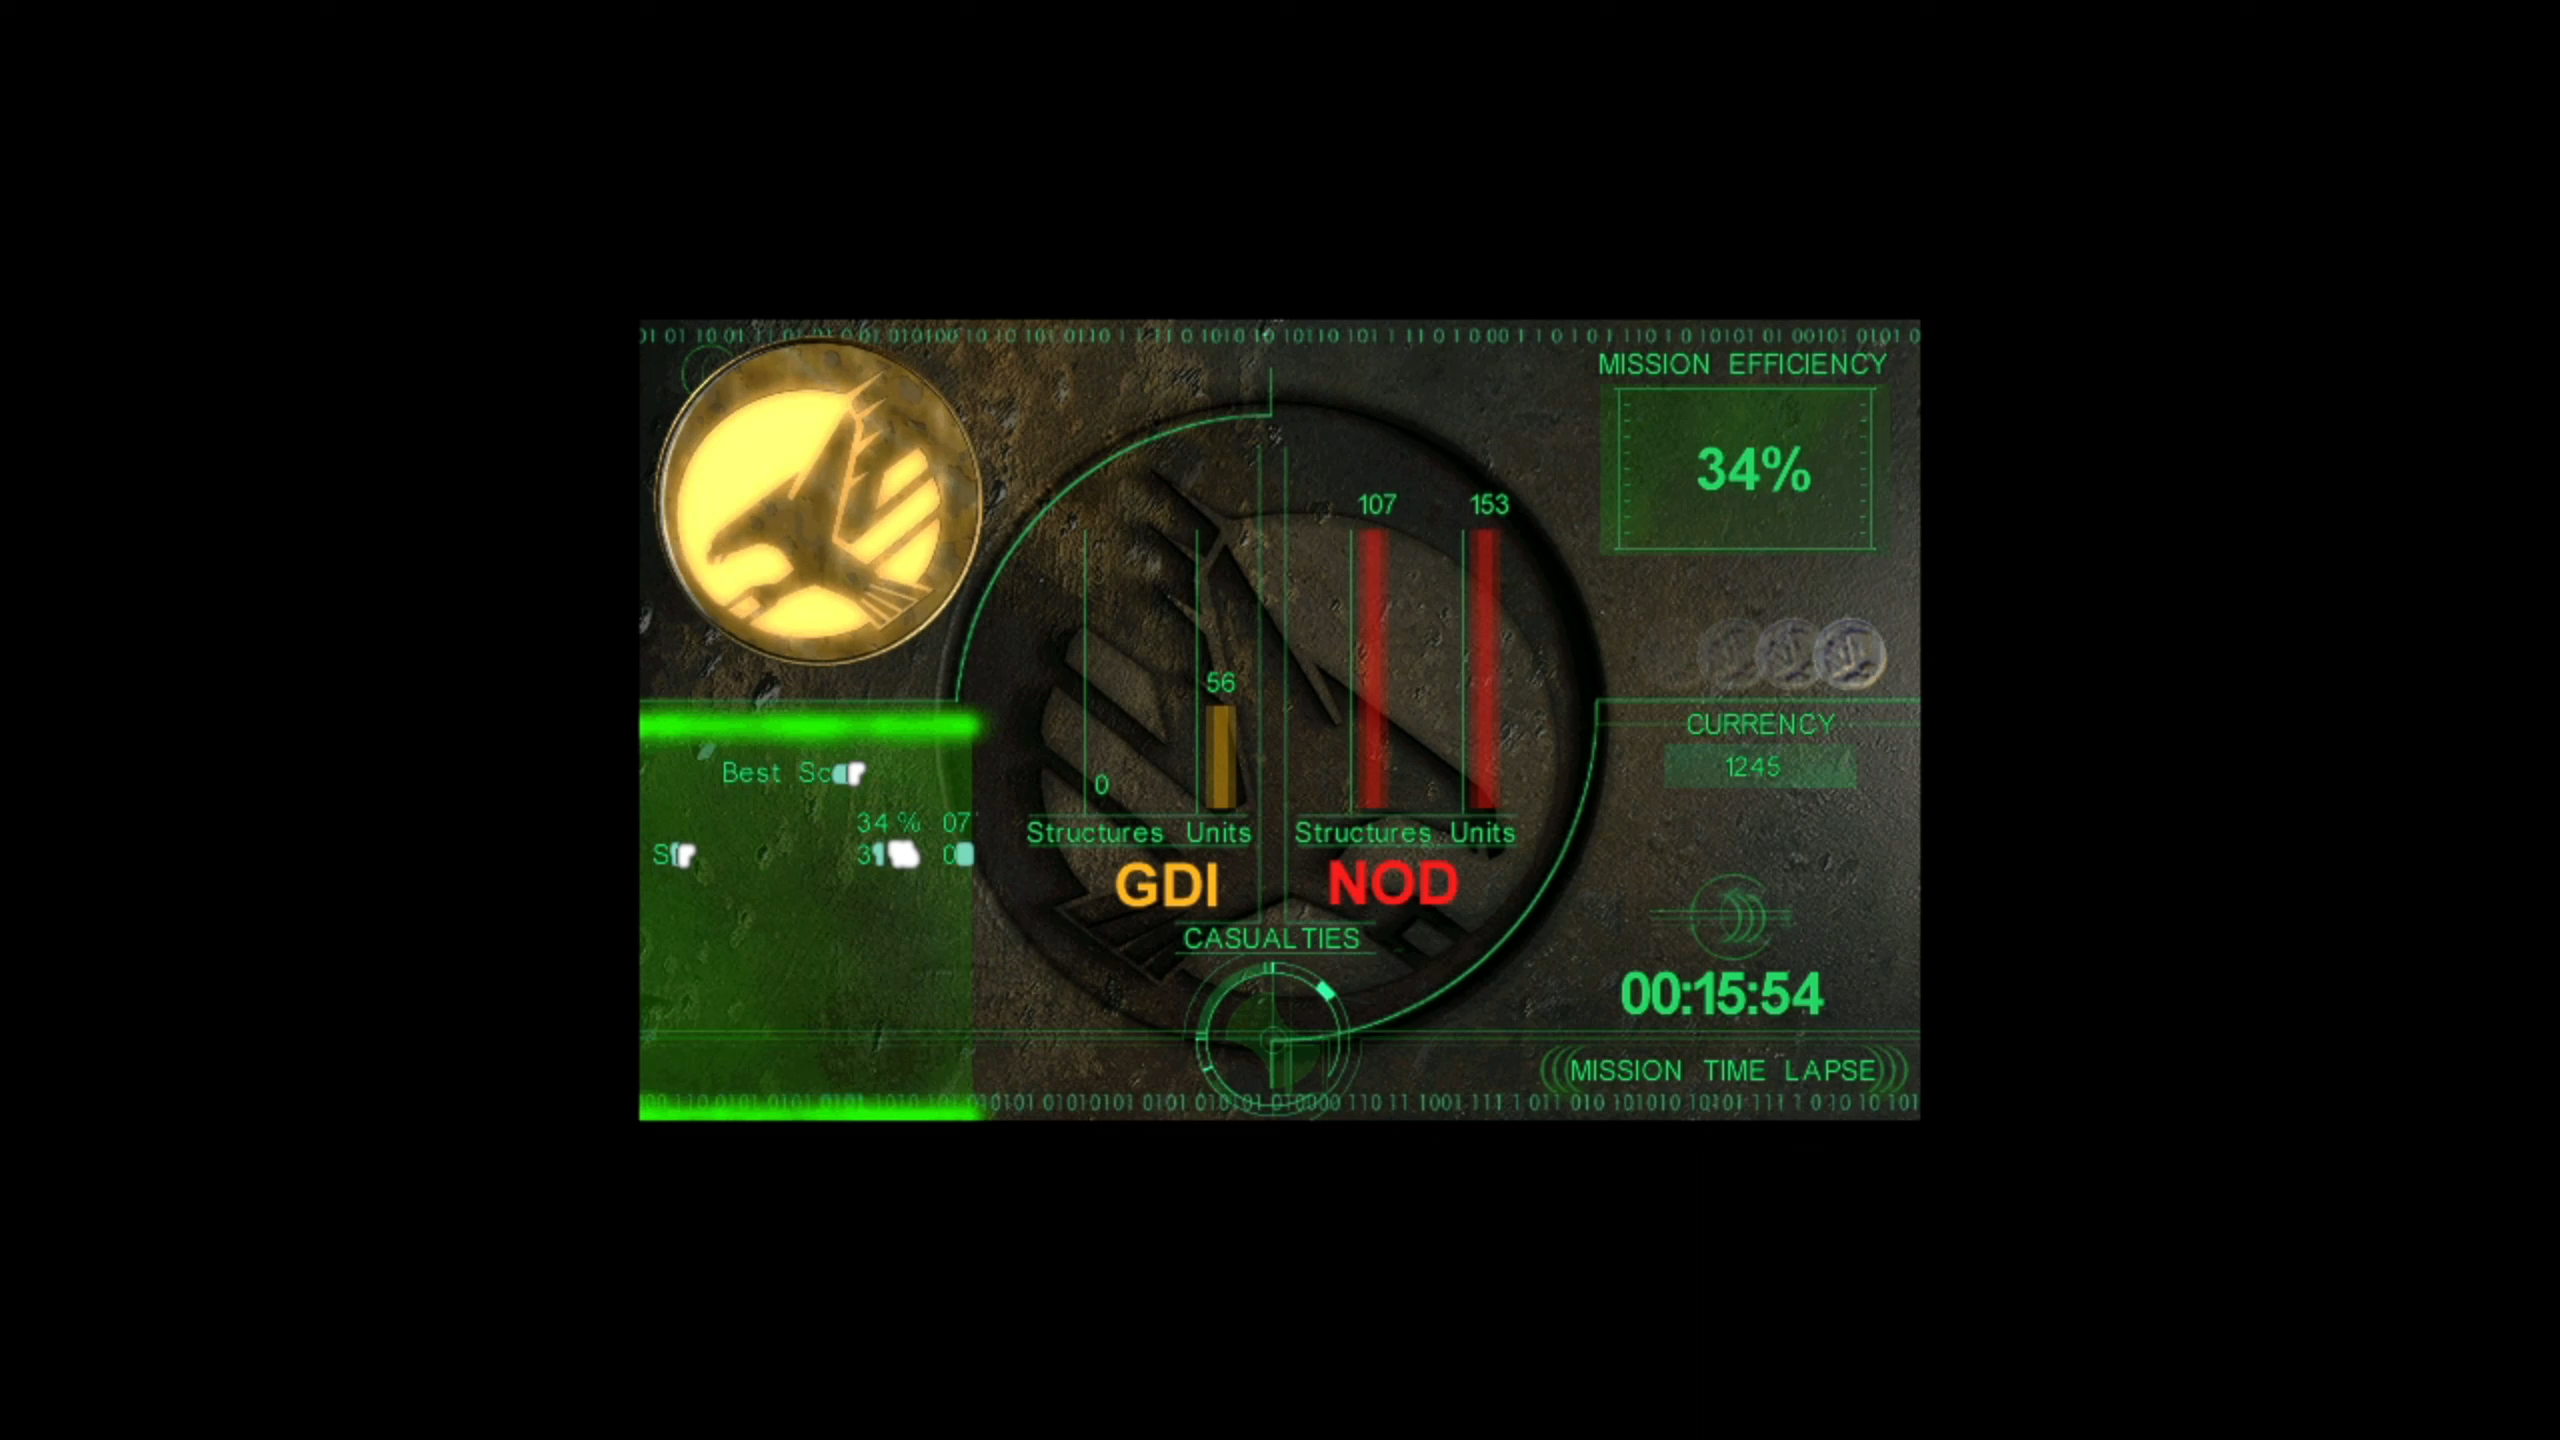 MISSION EFFICIENCY
34%
107
153
56
0
Structures Units
Structures Units
GDI
NOD
CASUALTIES
CURRENCY
1245
00:15:54
MISSION TIME LAPSE
Best
34 % 07